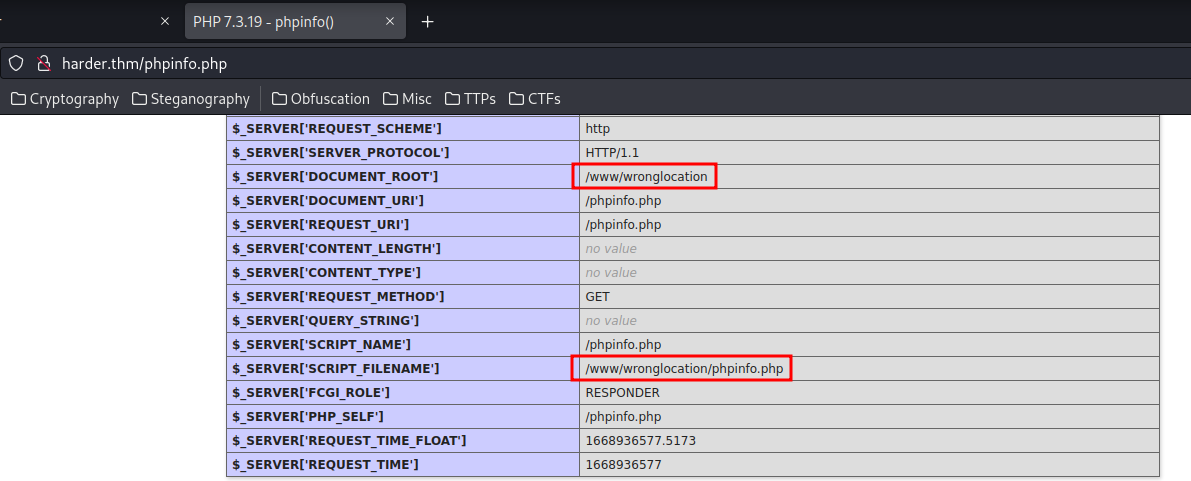 PHP 7.3.19 - phpinfo()
harder.thm/phpinfo.php
Cryptography Steganography Obfuscation Misc TTPs CTFs
$_SERVER['REQUEST_SCHEME'] http
$_SERVER['SERVER_PROTOCOL'] HTTP/1.1
$_SERVER['DOCUMENT_ROOT'] /www/wronglocation
$_SERVER['DOCUMENT_URI'] /phpinfo.php
$_SERVER['REQUEST_URI'] /phpinfo.php
$_SERVER['CONTENT_LENGTH'] no value
$_SERVER['CONTENT_TYPE'] no value
$_SERVER['REQUEST_METHOD'] GET
$_SERVER['QUERY_STRING'] no value
$_SERVER['SCRIPT_NAME'] /phpinfo.php
$_SERVER['SCRIPT_FILENAME'] /www/wronglocation/phpinfo.php
$_SERVER['FCGI_ROLE'] RESPONDER
$_SERVER['PHP_SELF'] /phpinfo.php
$_SERVER['REQUEST_TIME_FLOAT'] 1668936577.5173
$_SERVER['REQUEST_TIME'] 1668936577